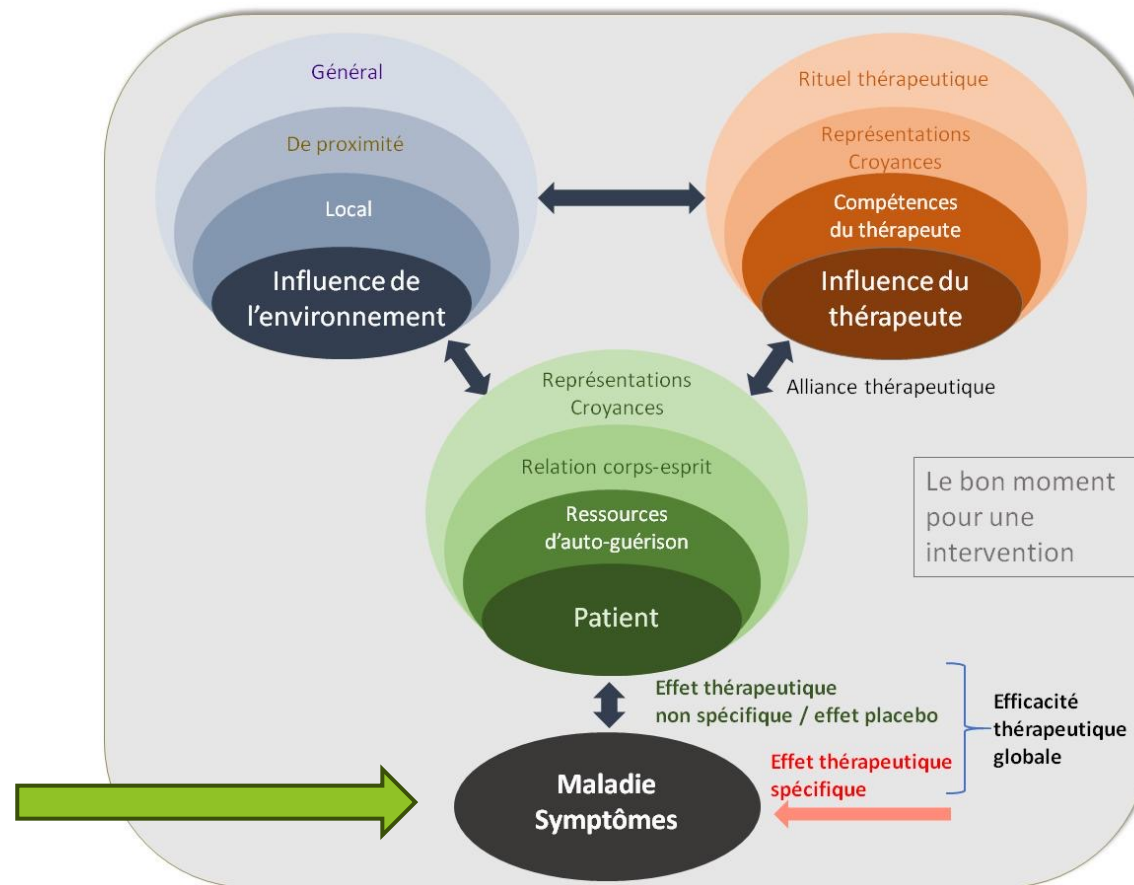 Général
De proximité
Local
Influence de
l'environnement
Rituel thérapeutique
Représentations
Croyances
Compétences
du thérapeute
Influence du
thérapeute
Alliance thérapeutique
Représentations
Croyances
Relation corps-esprit
Ressources
d'auto-guérison
Patient
Le bon moment
pour une
intervention
Effet thérapeutique
non spécifique / effet placebo
Efficacité
thérapeutique
globale
Effet thérapeutique
spécifique
Maladie
Symptômes